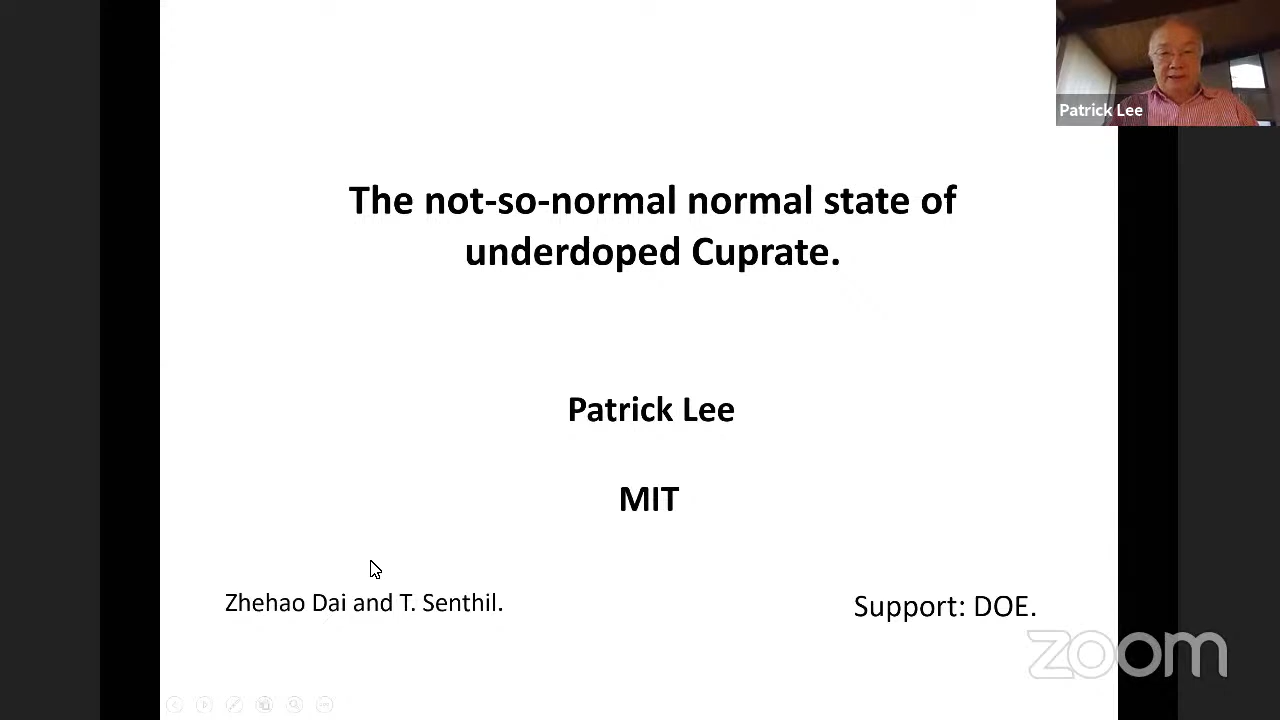 Patrick Lee
The not-so-normal normal state of
underdoped Cuprate.
Patrick Lee
MIT
Zhehao Dai and T. Senthil.
Support: DOE.
zoom